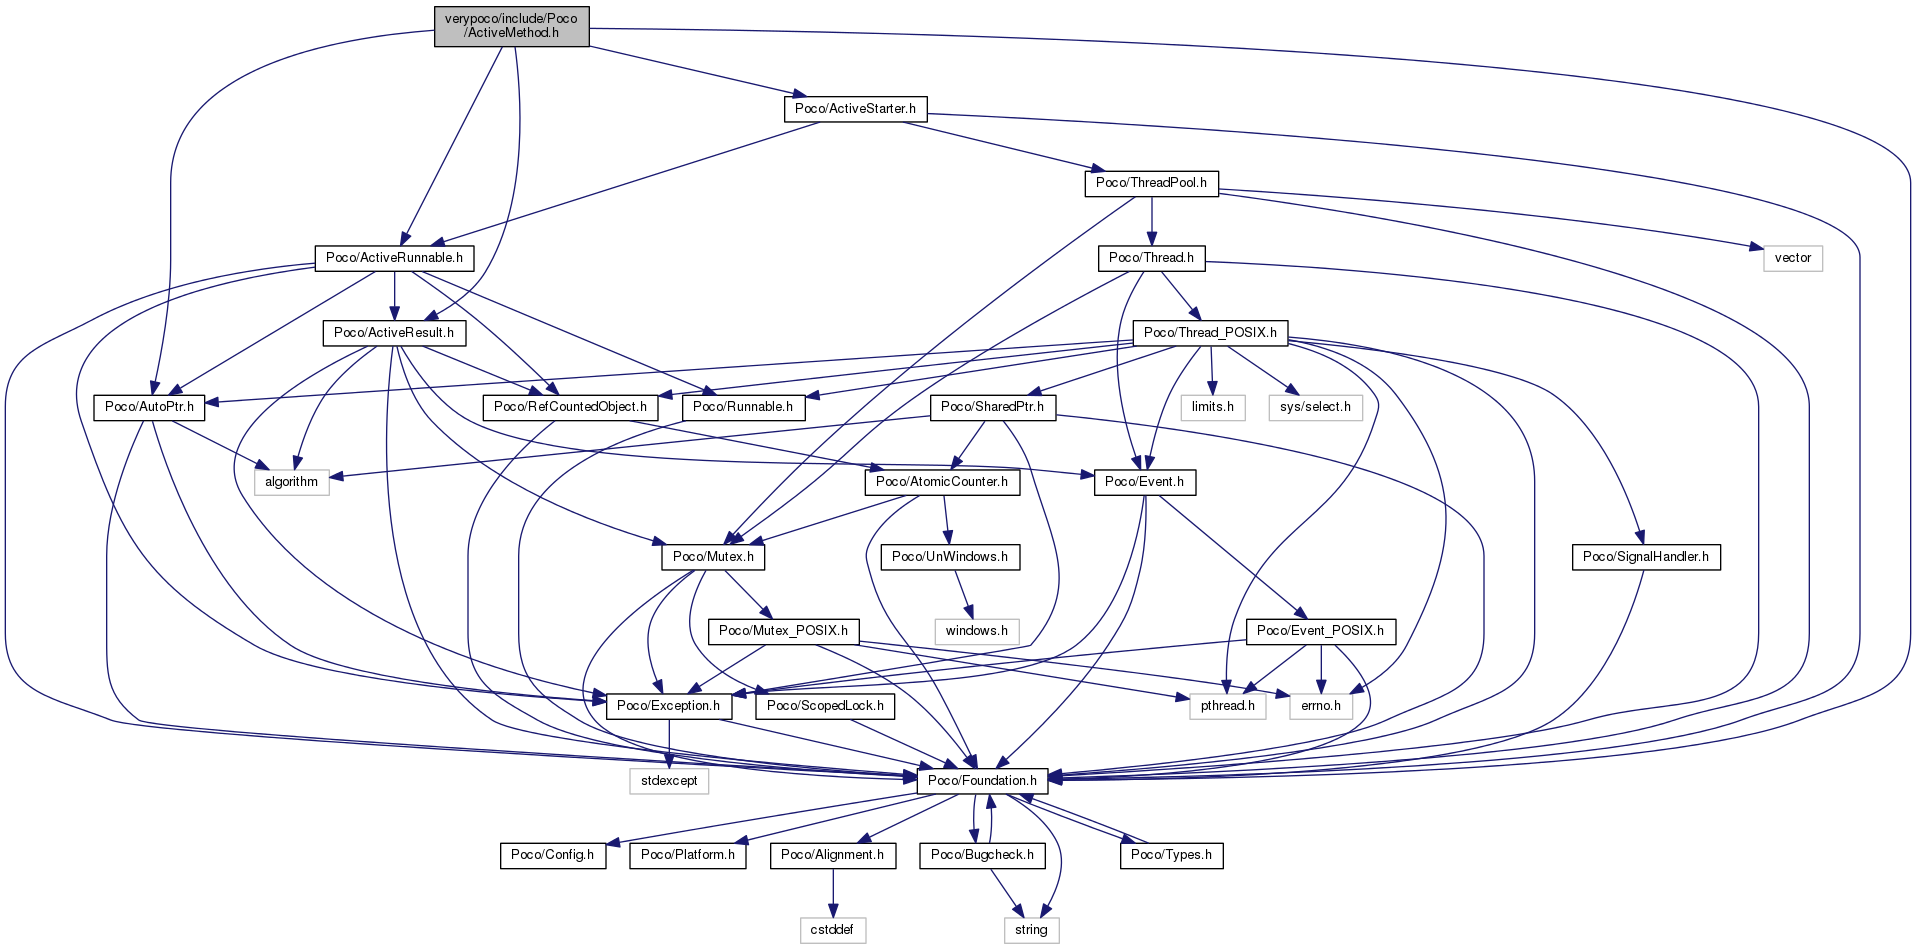 verypoco/include/Poco
/ActiveMethod.h
Poco/ActiveStarter.h
Poco/ThreadPool.h
Poco/ActiveRunnable.h
Poco/Thread.h
vector
Poco/ActiveResult.h
Poco/Thread_POSIX.h
Poco/AutoPtr.h
Poco/RefCountedObject.h
Poco/Runnable.h
Poco/SharedPtr.h
limits.h
sys/select.h
algorithm
Poco/AtomicCounter.h
Poco/Event.h
Poco/Mutex.h
Poco/UnWindows.h
Poco/SignalHandler.h
Poco/Mutex_POSIX.h
windows.h
Poco/Event_POSIX.h
Poco/Exception.h
Poco/ScopedLock.h
pthread.h
errno.h
stdexcept
Poco/Foundation.h
Poco/Config.h
Poco/Platform.h
Poco/Alignment.h
Poco/Bugcheck.h
Poco/Types.h
cstddef
string